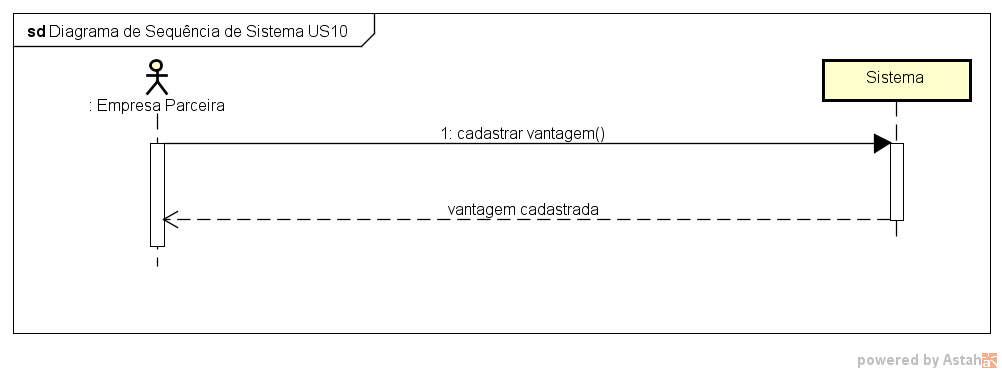 sd Diagrama de Sequência de Sistema US10
: Empresa Parceira
Sistema
1: cadastrar vantagem()
vantagem cadastrada
powered by Astah